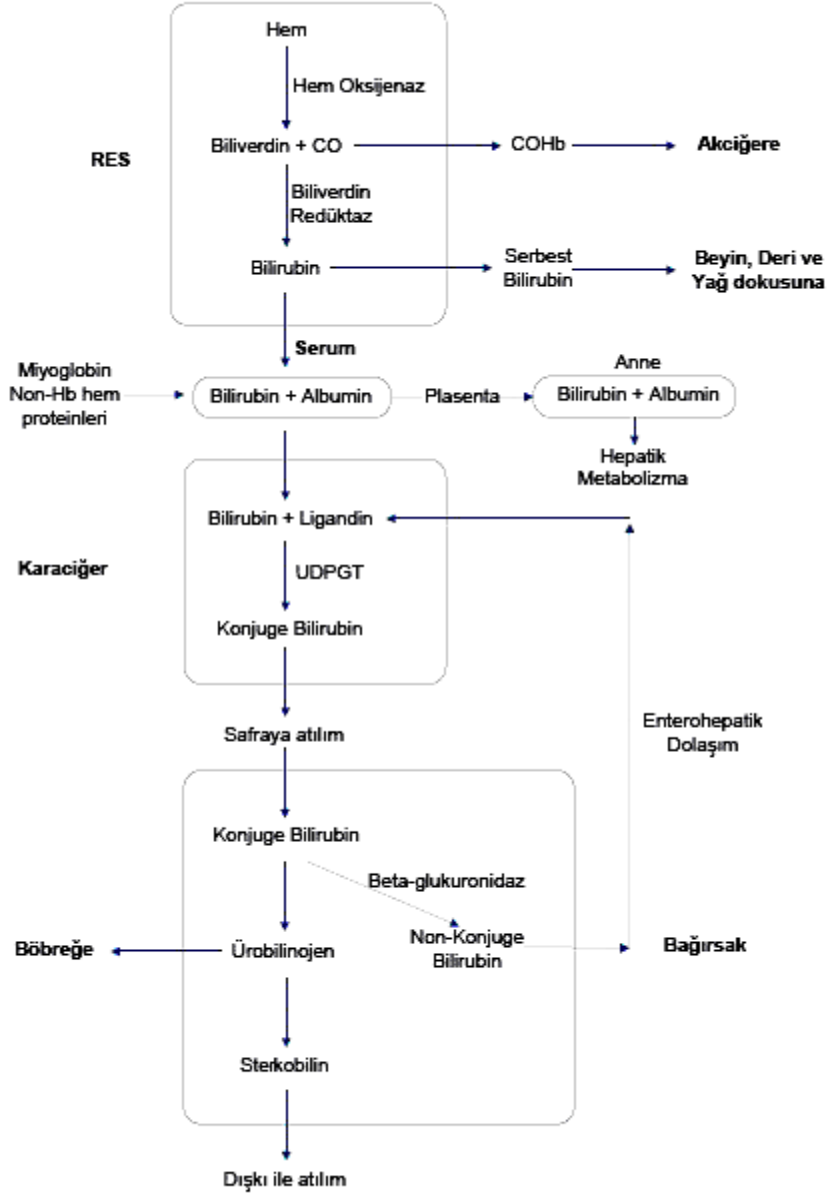 Hem
Hem Oksijenaz
RES
Biliverdin + CO
COHb
Akciğere
Biliverdin
Redüktaz
Bilirubin
Serbest
Bilirubin
Beyin, Deri ve
Yağ dokusuna
Serum
Miyoglobin
Non-Hb hem
proteinleri
Bilirubin + Albumin
Plasenta
Anne
Bilirubin + Albumin
Hepatik
Metabolizma
Bilirubin + Ligandin
Karaciğer
UDPGT
Konjuge Bilirubin
Safraya atılım
Enterohepatik
Dolaşım
Konjuge Bilirubin
Beta-glukuronidaz
Böbreğe
Ürobilinojen
Non-Konjuge
Bilirubin
Bağırsak
Sterkobilin
Dışkı ile atılım